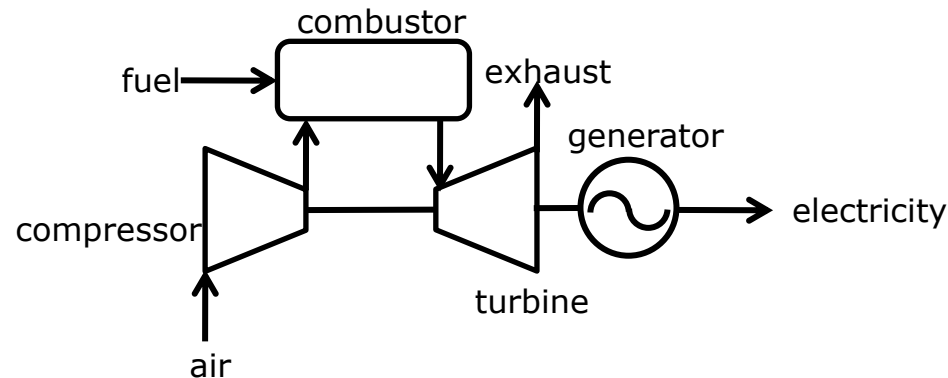 combustor
fuel
exhaust
generator
compressor
electricity
turbine
air